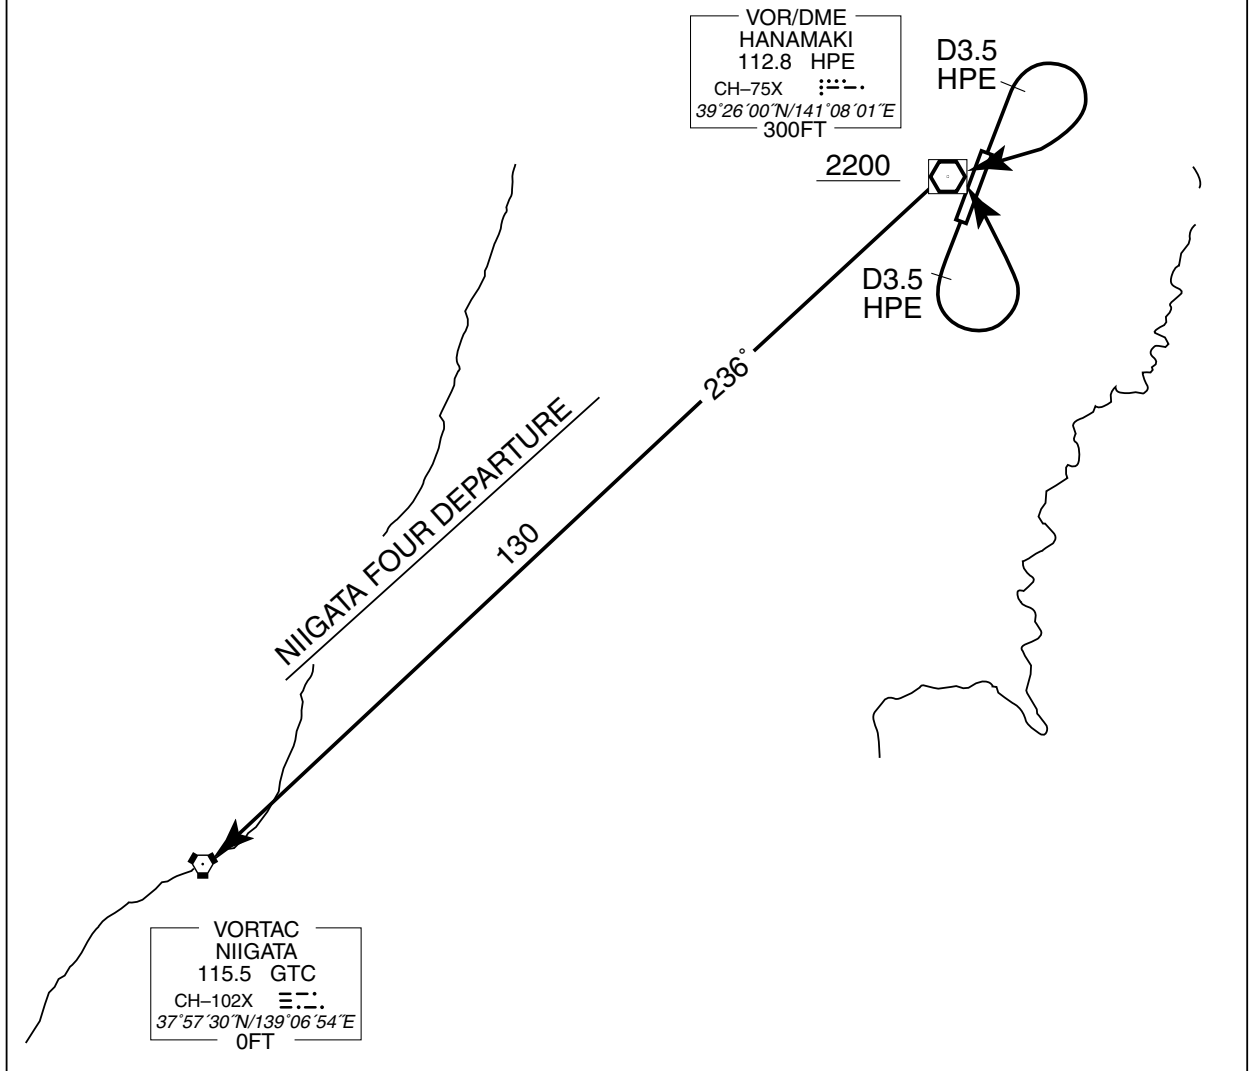 VOR/DME
HANAMAKI
112.8 HPE
CH–75X
39°26´00˝N/141°08´01˝E
300FT
D3.5
HPE
2200
D3.5
HPE
236°
NIIGATA FOUR DEPARTURE
130
VORTAC
NIIGATA
115.5 GTC
CH–102X
37°57´30˝N/139°06´54˝E
0FT